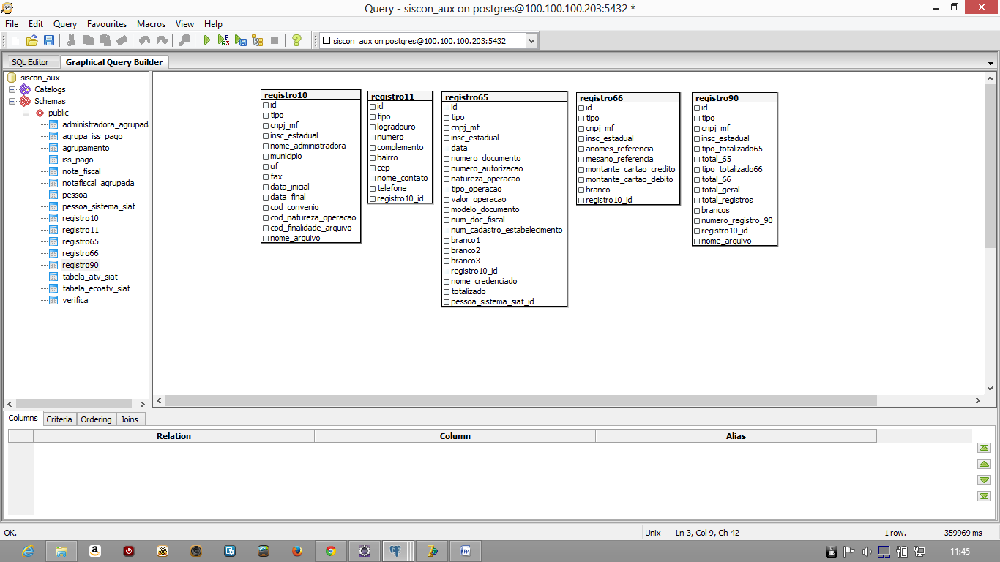 Query - siscon_aux on postgres@100.100.100.203:5432 *
File Edit Query Favourites Macros View Help
siscon_aux on postgres@100.100.100.203:5432
SQL Editor Graphical Query Builder
siscon_aux
Catalogs
Schemas
public
administradora_agrupad
agrupa_iss_pago
agrupamento
iss_pago
nota_fiscal
notafiscal_agrupada
pessoa
pessoa_sistema_siat
registro10
registro11
registro65
registro66
registro90
tabela_atv_siat
tabela_ecoatv_siat
verifica
registro10
id
tipo
cnpj_mf
insc_estadual
nome_administradora
municipio
uf
fax
data_inicial
data_final
cod_convenio
cod_natureza_operacao
cod_finalidade_arquivo
nome_arquivo
registro11
id
tipo
logradouro
numero
complemento
bairro
cep
nome_contato
telefone
registro10_id
registro65
id
tipo
cnpj_mf
insc_estadual
data
numero_documento
numero_autorizacao
natureza_operacao
tipo_operacao
valor_operacao
modelo_documento
num_doc_fiscal
num_cadastro_estabelecimento
branco1
branco2
branco3
registro10_id
nome_credenciado
totalizado
pessoa_sistema_siat_id
registro66
id
tipo
cnpj_mf
insc_estadual
anomes_referencia
mesano_referencia
montante_cartao_credito
montante_cartao_debito
branco
registro10_id
registro90
id
tipo
cnpj_mf
insc_estadual
tipo_totalizado65
total_65
tipo_totalizado66
total_66
total_geral
total_registros
brancos
numero_registro_90
registro10_id
nome_arquivo
Columns Criteria Ordering Joins
Relation Column Alias
OK. Unix Ln 3, Col 9, Ch 42 1 row. 359969 ms
11:45